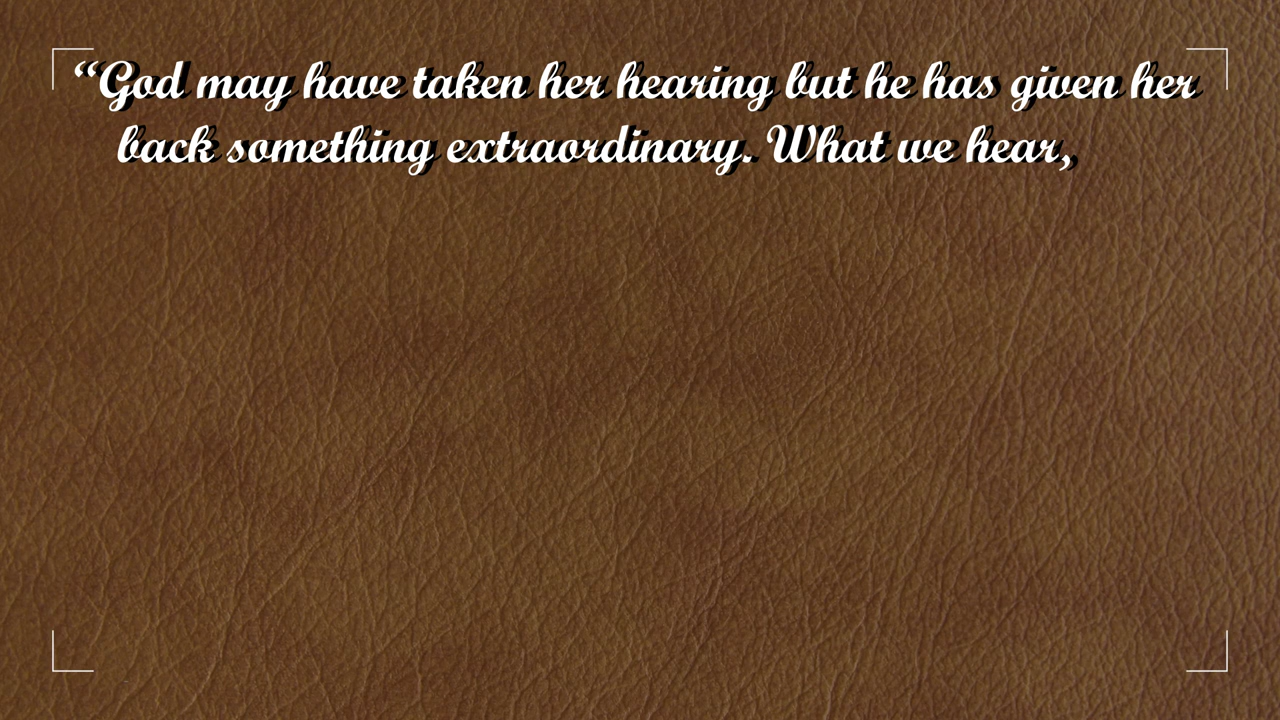 “God may have taken her hearing but he has given her
back something extraordinary. What we hear,